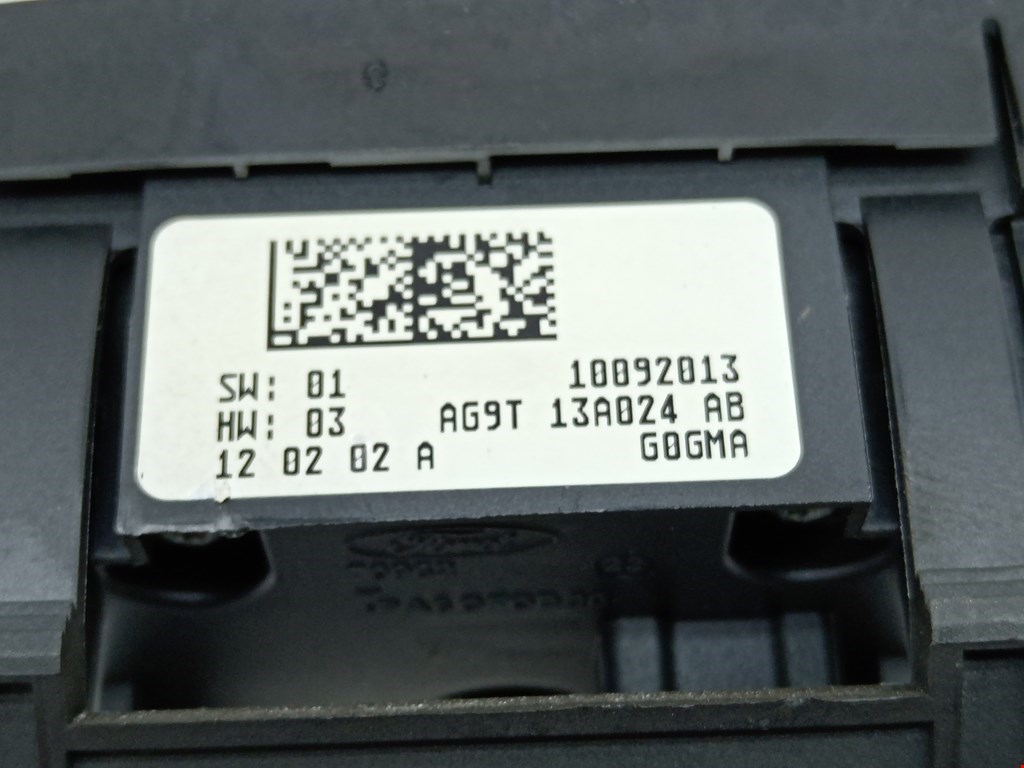 SW: 01
10092013
HW: 03
AG9T 13A024 AB
12 02 02 A
G0GMA